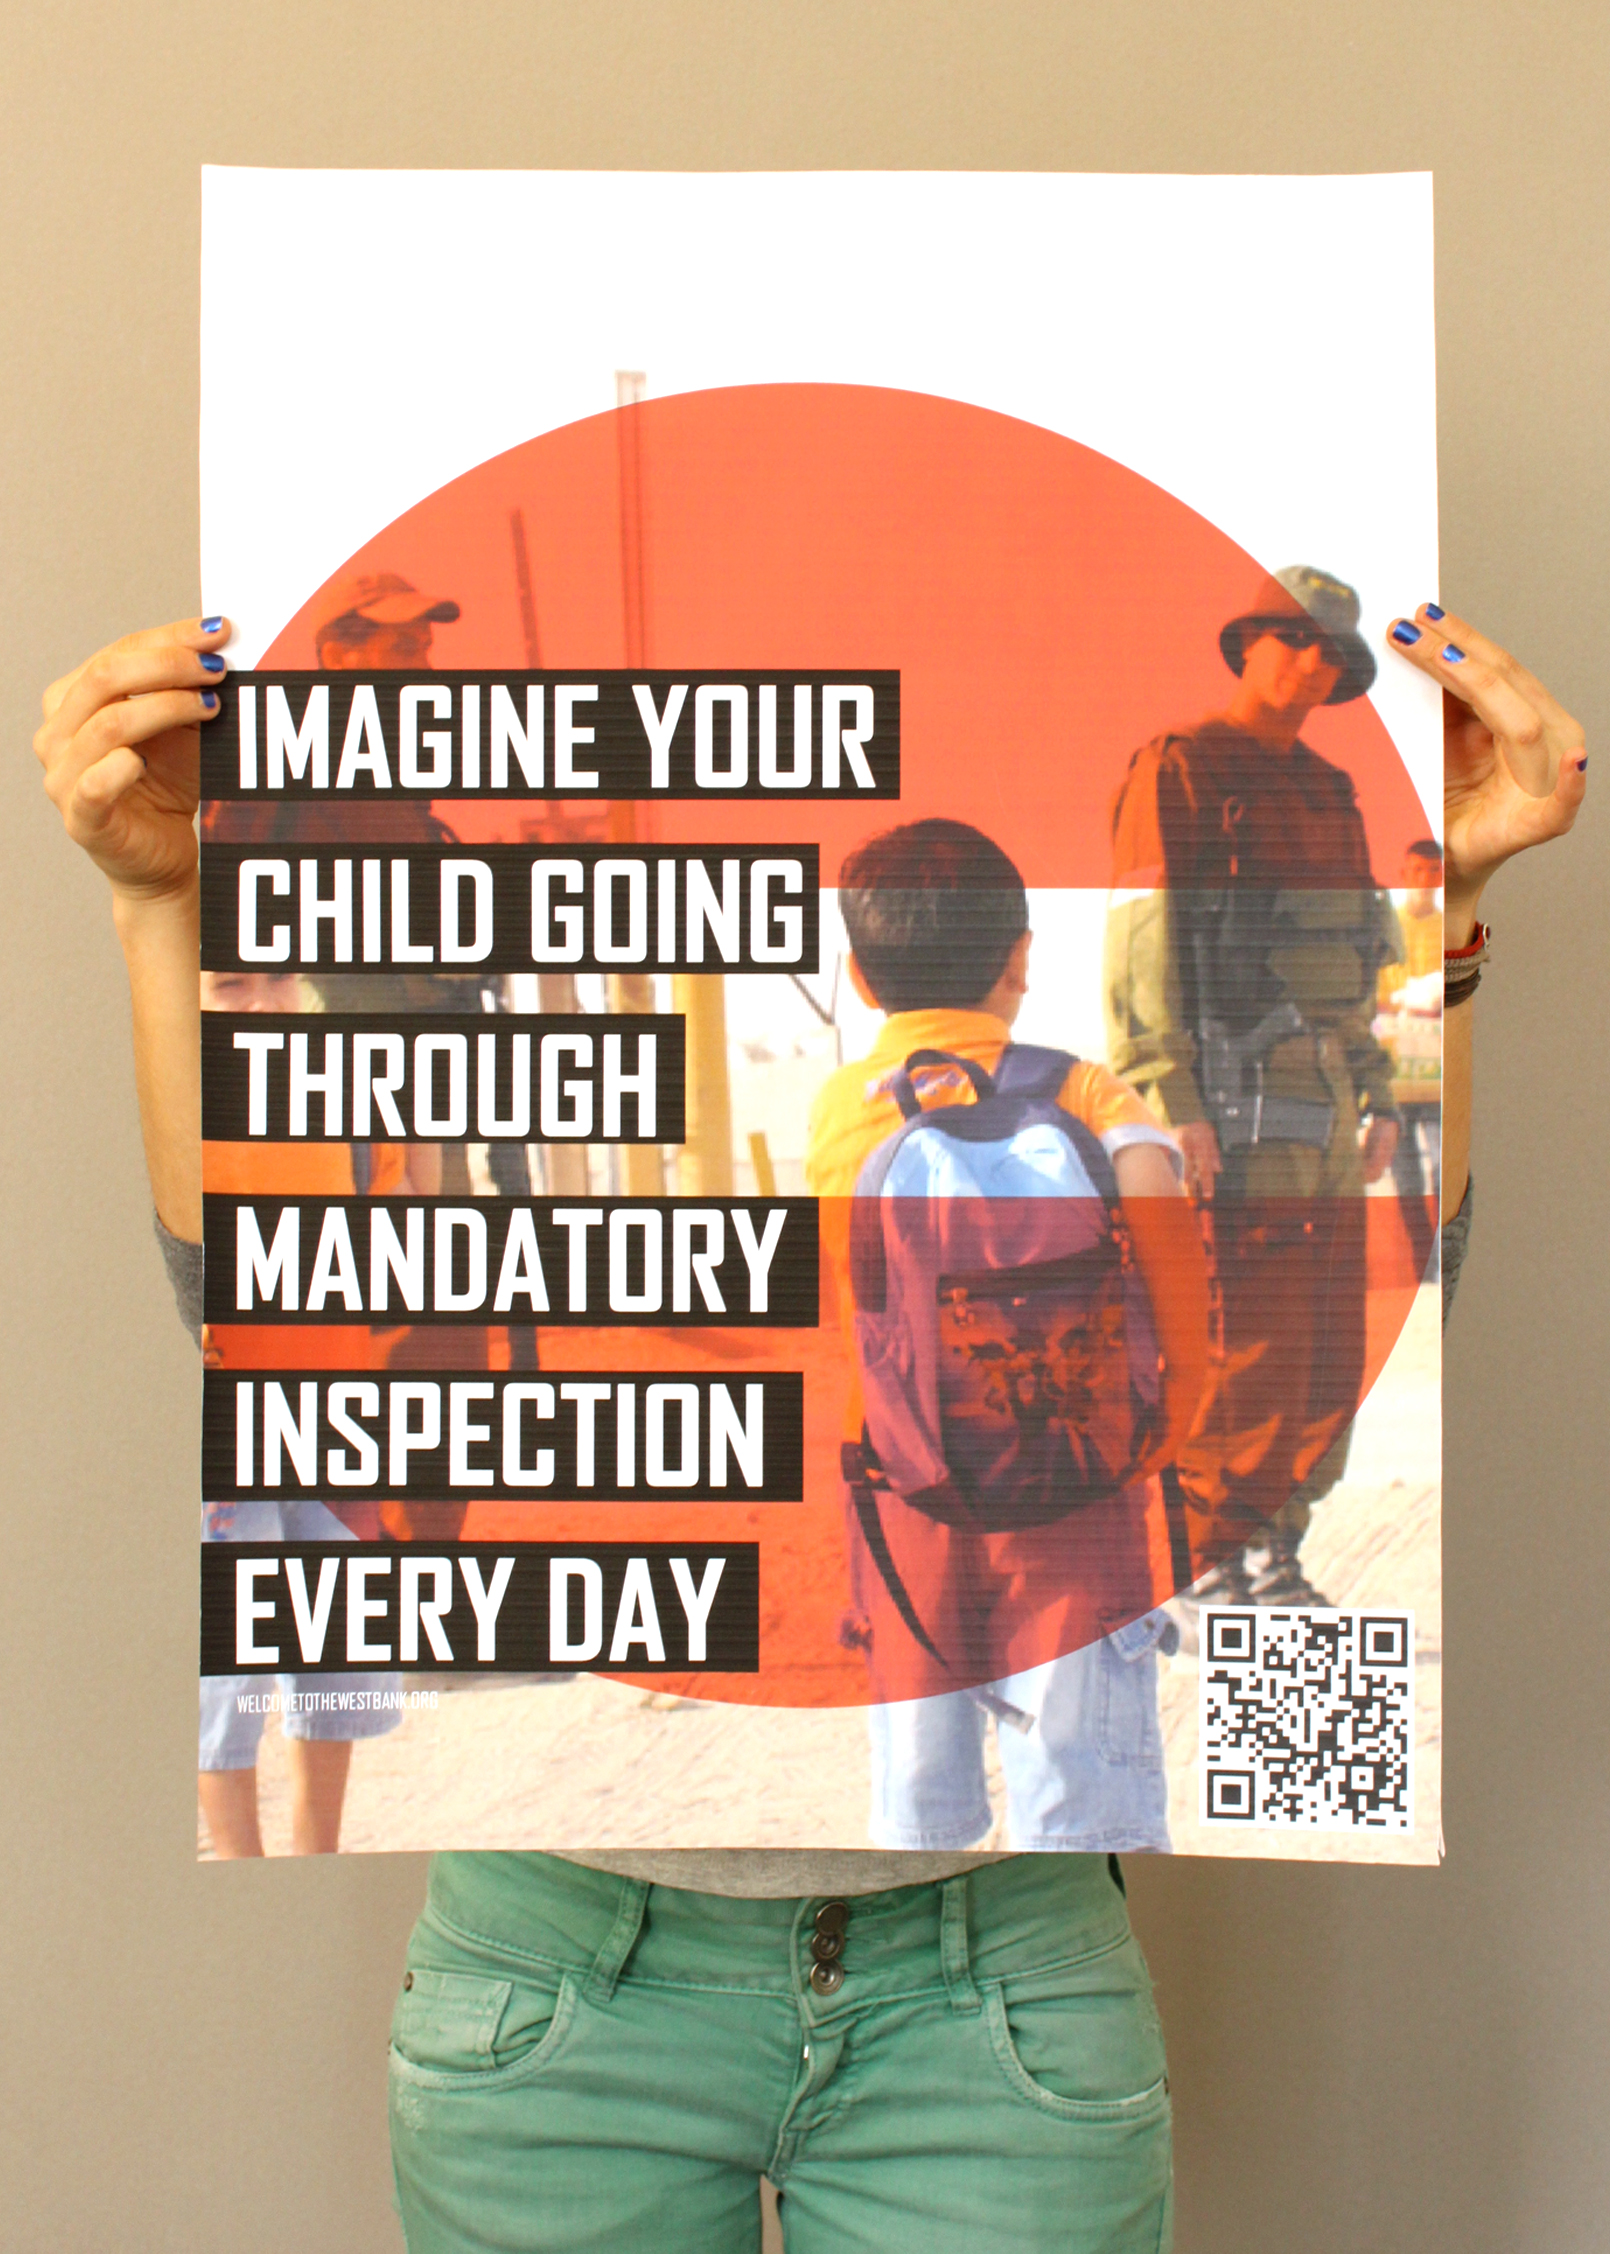 IMAGINE YOUR
CHILD GOING
THROUGH
MANDATORY
INSPECTION
EVERY DAY
WELCOMETOTHEWESTBANK.ORG